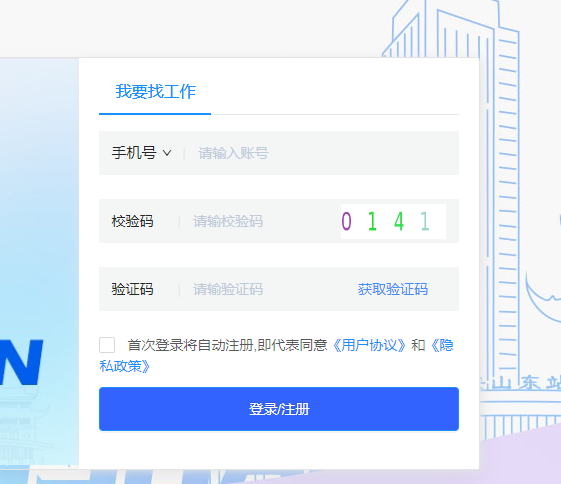 我要找工作
手机号 请输入账号
校验码 请输校验码 0 1 4 1
验证码 请输验证码 获取验证码
首次登录将自动注册,即代表同意《用户协议》和《隐
私政策》
登录/注册
N
山东站